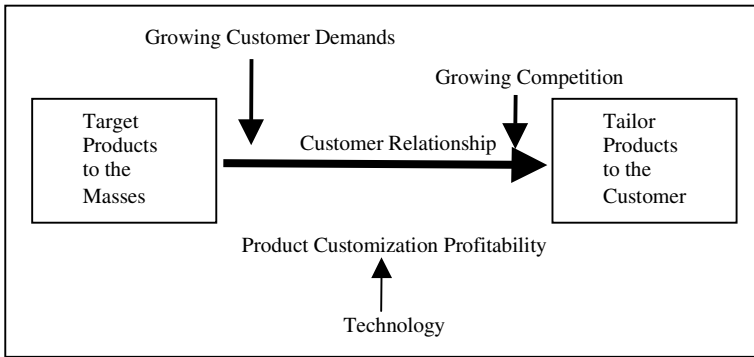 Growing Customer Demands
Growing Competition
Target
Products
to the
Masses
Customer Relationship
Tailor
Products
to the
Customer
Product Customization Profitability
Technology